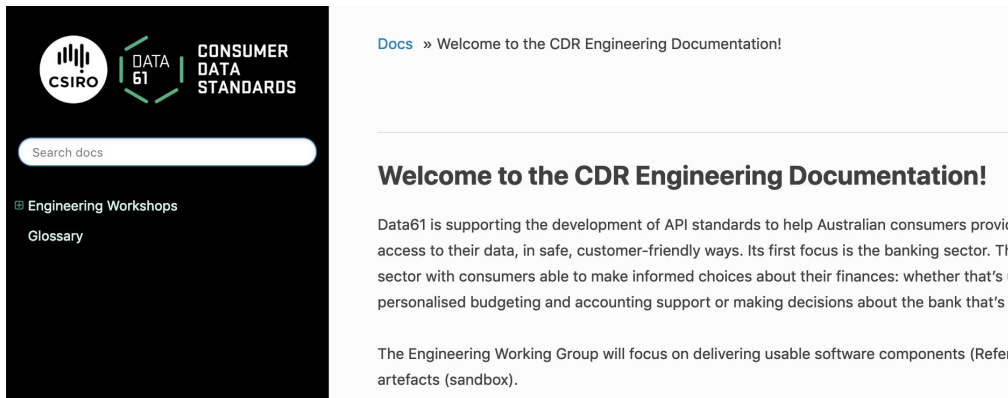 CSIRO
DATA
61
CONSUMER
DATA
STANDARDS
Search docs
Engineering Workshops
Glossary
Docs » Welcome to the CDR Engineering Documentation!
Welcome to the CDR Engineering Documentation!
Data61 is supporting the development of API standards to help Australian consumers
access to their data, in safe, customer-friendly ways. Its first focus is the banking sector.
sector with consumers able to make informed choices about their finances: whether that's
personalised budgeting and accounting support or making decisions about the bank that's
The Engineering Working Group will focus on delivering usable software components
artefacts (sandbox).